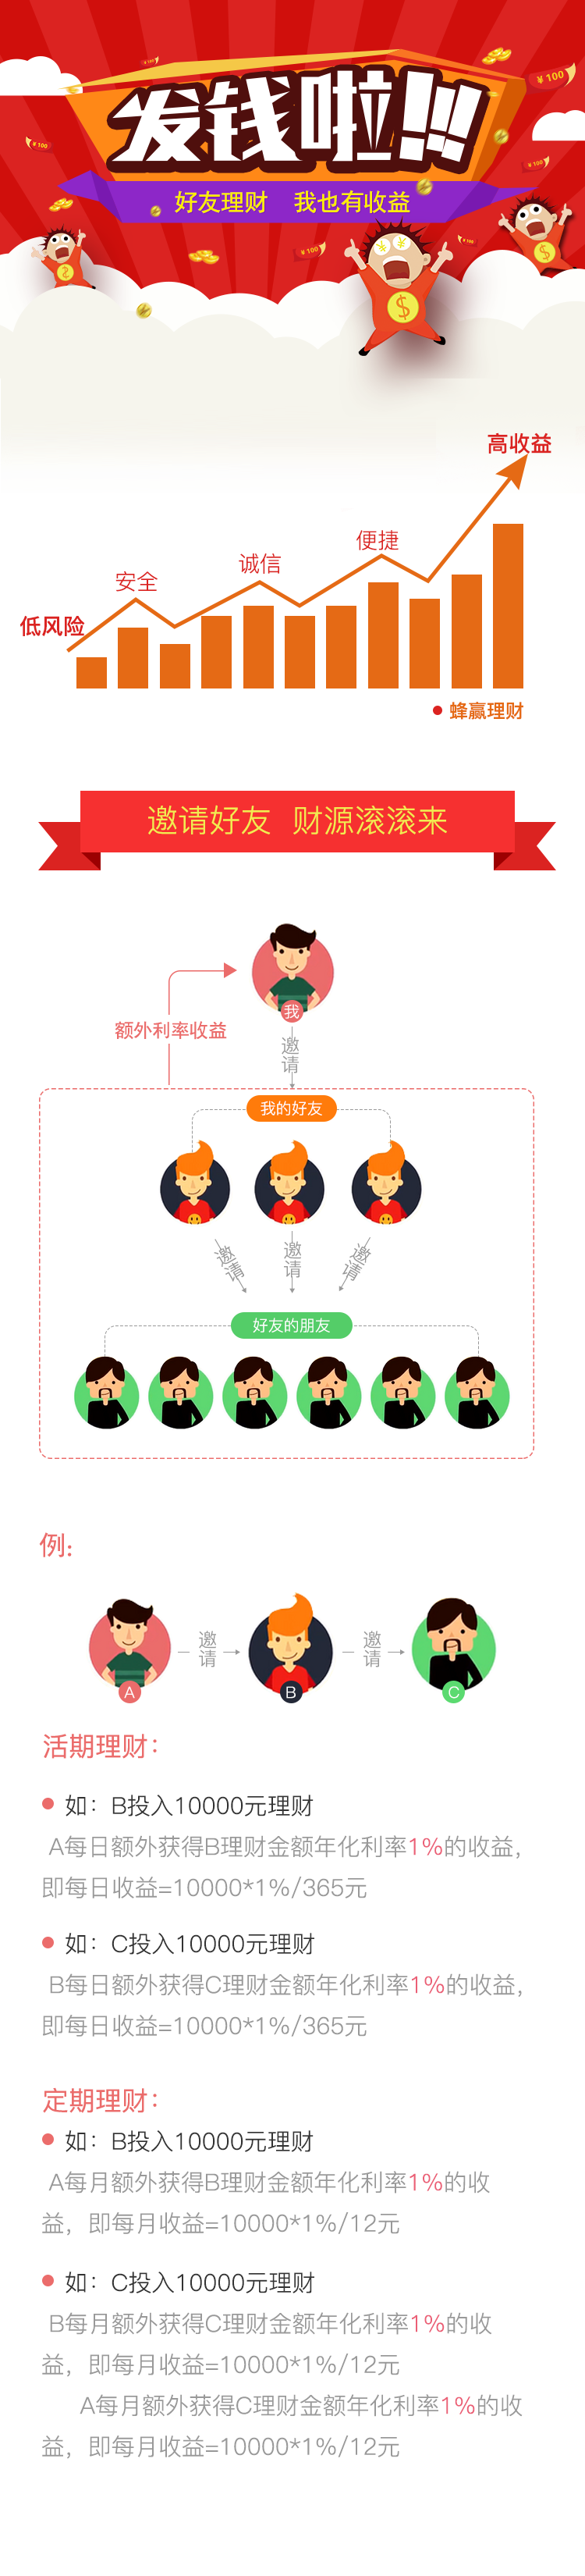 发钱啦!!!
¥100
¥100
¥100
¥100
¥100
¥100
好友理财 我也有收益
高收益
便捷
诚信
安全
低风险
蜂赢理财
邀请好友 财源滚滚来
我
额外利率收益
邀请
我的好友
邀请
邀请
邀请
好友的朋友
例:
邀请
邀请
A
B
C
活期理财:
如:B投入10000元理财
A每日额外获得B理财金额年化利率1%的收益,
即每日收益=10000*1%/365元
如:C投入10000元理财
B每日额外获得C理财金额年化利率1%的收益,
即每日收益=10000*1%/365元
定期理财:
如:B投入10000元理财
A每月额外获得B理财金额年化利率1%的收
益,即每月收益=10000*1%/12元
如:C投入10000元理财
B每月额外获得C理财金额年化利率1%的收
益,即每月收益=10000*1%/12元
A每月额外获得C理财金额年化利率1%的收
益,即每月收益=10000*1%/12元